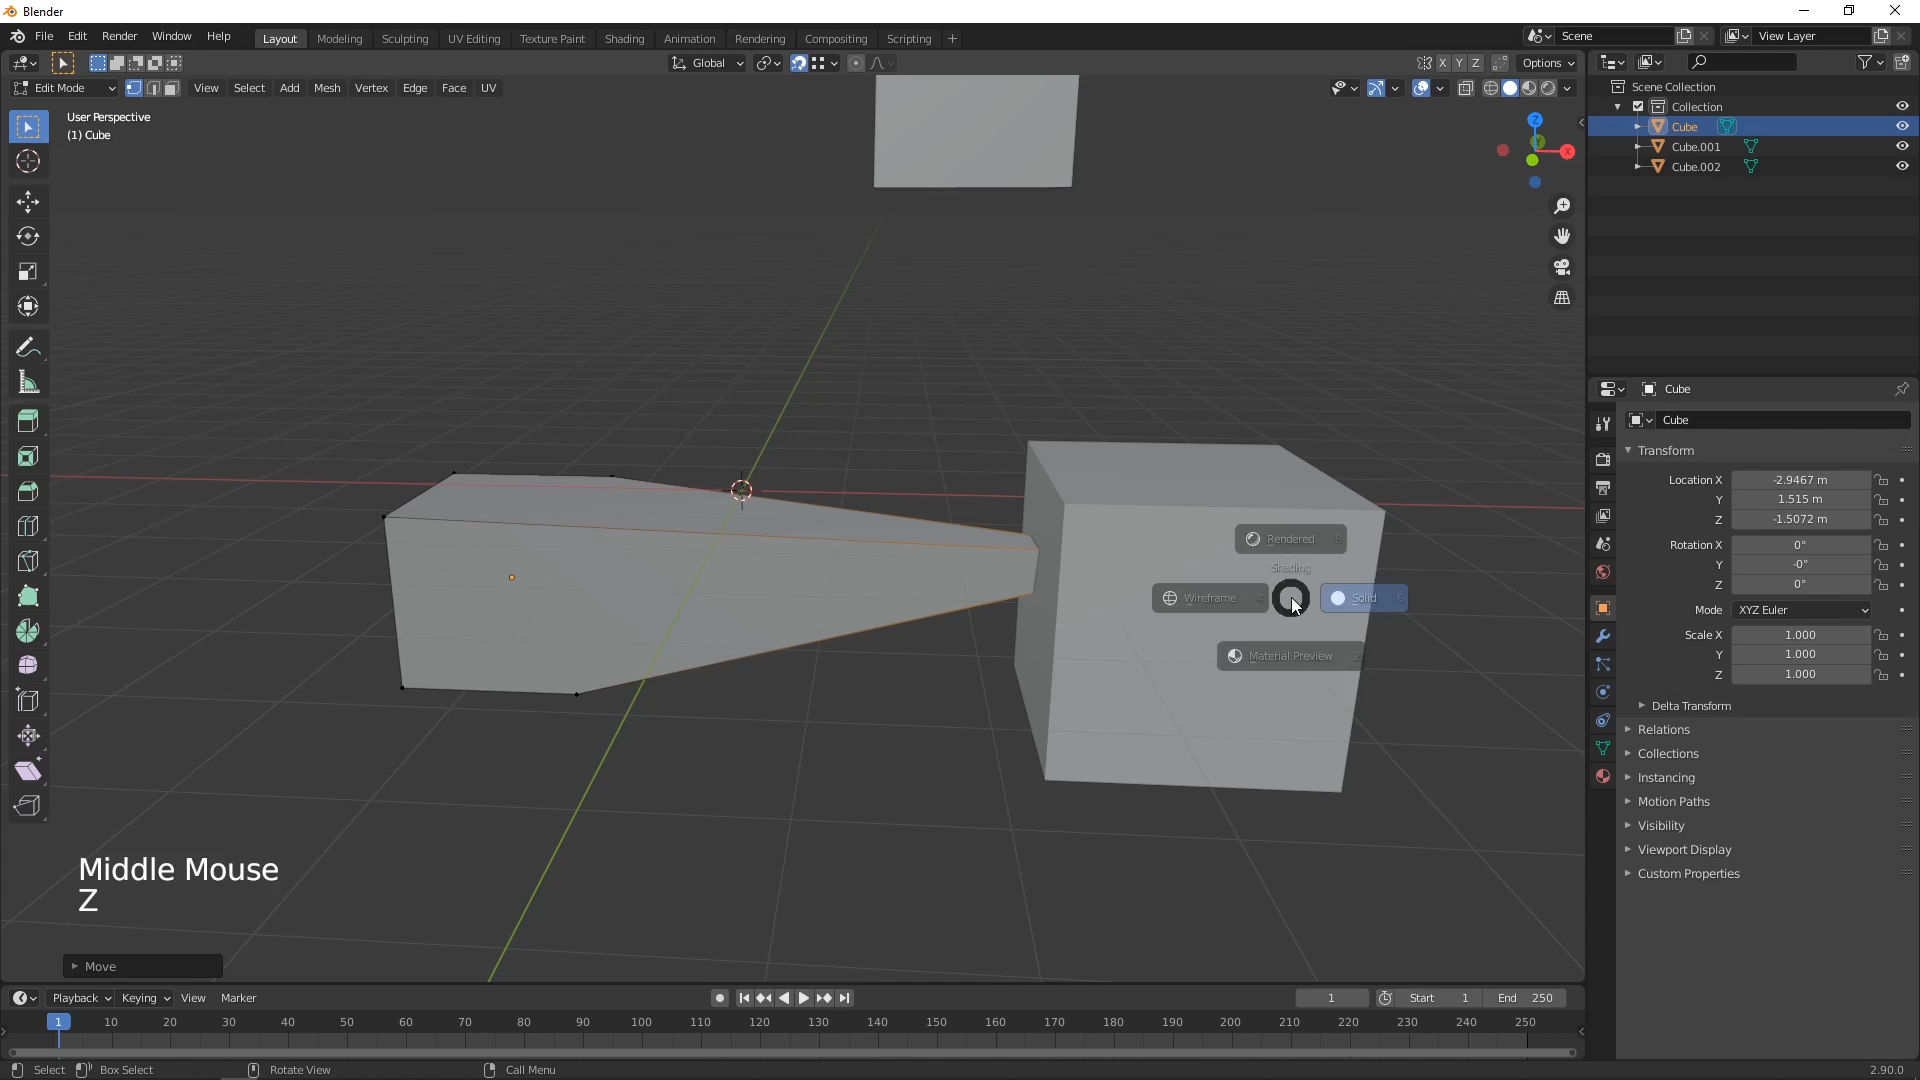 Blender
File Edit Render Window Help Layout Modeling Sculpting UV Editing Texture Paint Shading Animation Rendering Compositing Scripting + Scene View Layer
Global X Y Z Options
Edit Mode View Select Add Mesh Vertex Edge Face UV
User Perspective
(1) Cube
Z
Y
X
Scene Collection
Collection
Cube
Cube.001
Cube.002
Cube
Cube
Transform
Location X -2.9467 m
Y 1.515 m
Z -1.5072 m
Rotation X 0°
Y -0°
Z 0°
Mode XYZ Euler
Scale X 1.000
Y 1.000
Z 1.000
Delta Transform
Relations
Collections
Instancing
Motion Paths
Visibility
Viewport Display
Custom Properties
Rendered 8
Shading
Wireframe 4
Solid 6
Material Preview 2
Middle Mouse
Z
Move
Playback Keying View Marker 1 Start 1 End 250
1 10 20 30 40 50 60 70 80 90 100 110 120 130 140 150 160 170 180 190 200 210 220 230 240 250
Select Box Select Rotate View Call Menu 2.90.0